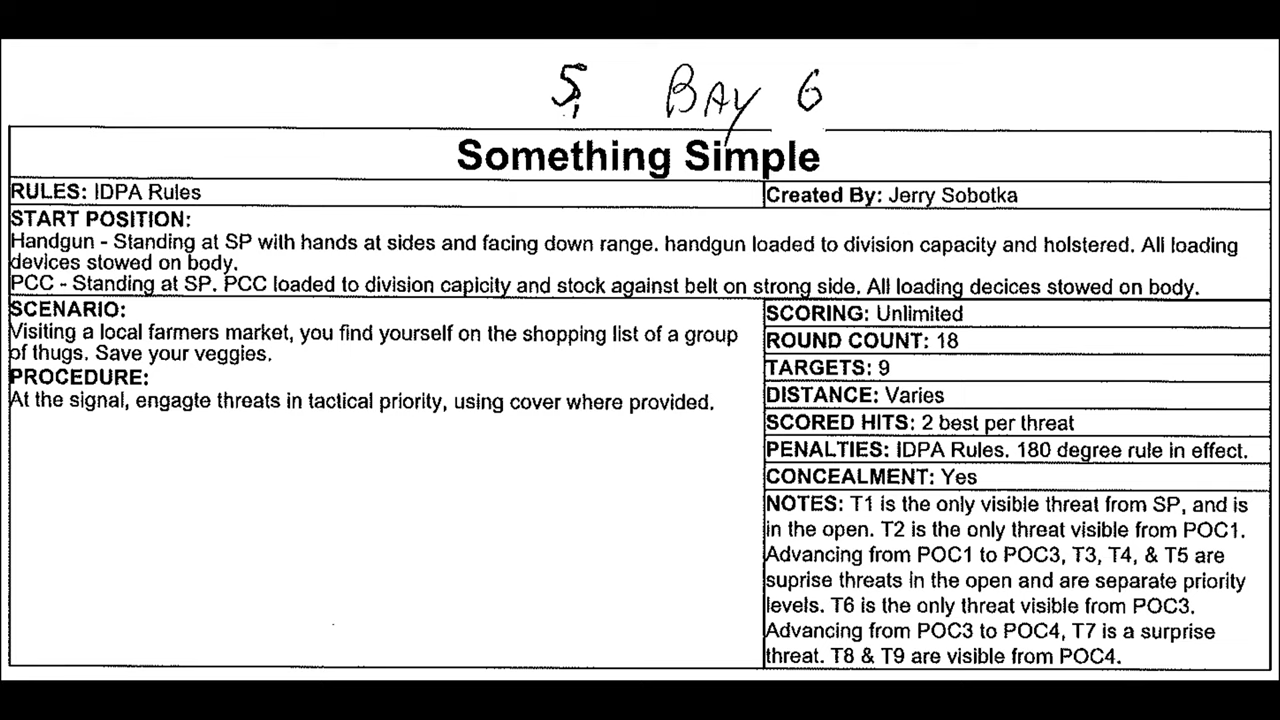 5, BAY 6
Something Simple
RULES: IDPA Rules
Created By: Jerry Sobotka
START POSITION:
Handgun - Standing at SP with hands at sides and facing down range. handgun loaded to division capacity and holstered. All loading
devices stowed on body.
PCC - Standing at SP. PCC loaded to division capicity and stock against belt on strong side. All loading decices stowed on body.
SCENARIO:
Visiting a local farmers market, you find yourself on the shopping list of a group
of thugs. Save your veggies.
PROCEDURE:
At the signal, engagte threats in tactical priority, using cover where provided.
SCORING: Unlimited
ROUND COUNT: 18
TARGETS: 9
DISTANCE: Varies
SCORED HITS: 2 best per threat
PENALTIES: IDPA Rules. 180 degree rule in effect.
CONCEALMENT: Yes
NOTES: T1 is the only visible threat from SP, and is
in the open. T2 is the only threat visible from POC1.
Advancing from POC1 to POC3, T3, T4, & T5 are
suprise threats in the open and are separate priority
levels. T6 is the only threat visible from POC3.
Advancing from POC3 to POC4, T7 is a surprise
threat. T8 & T9 are visible from POC4.